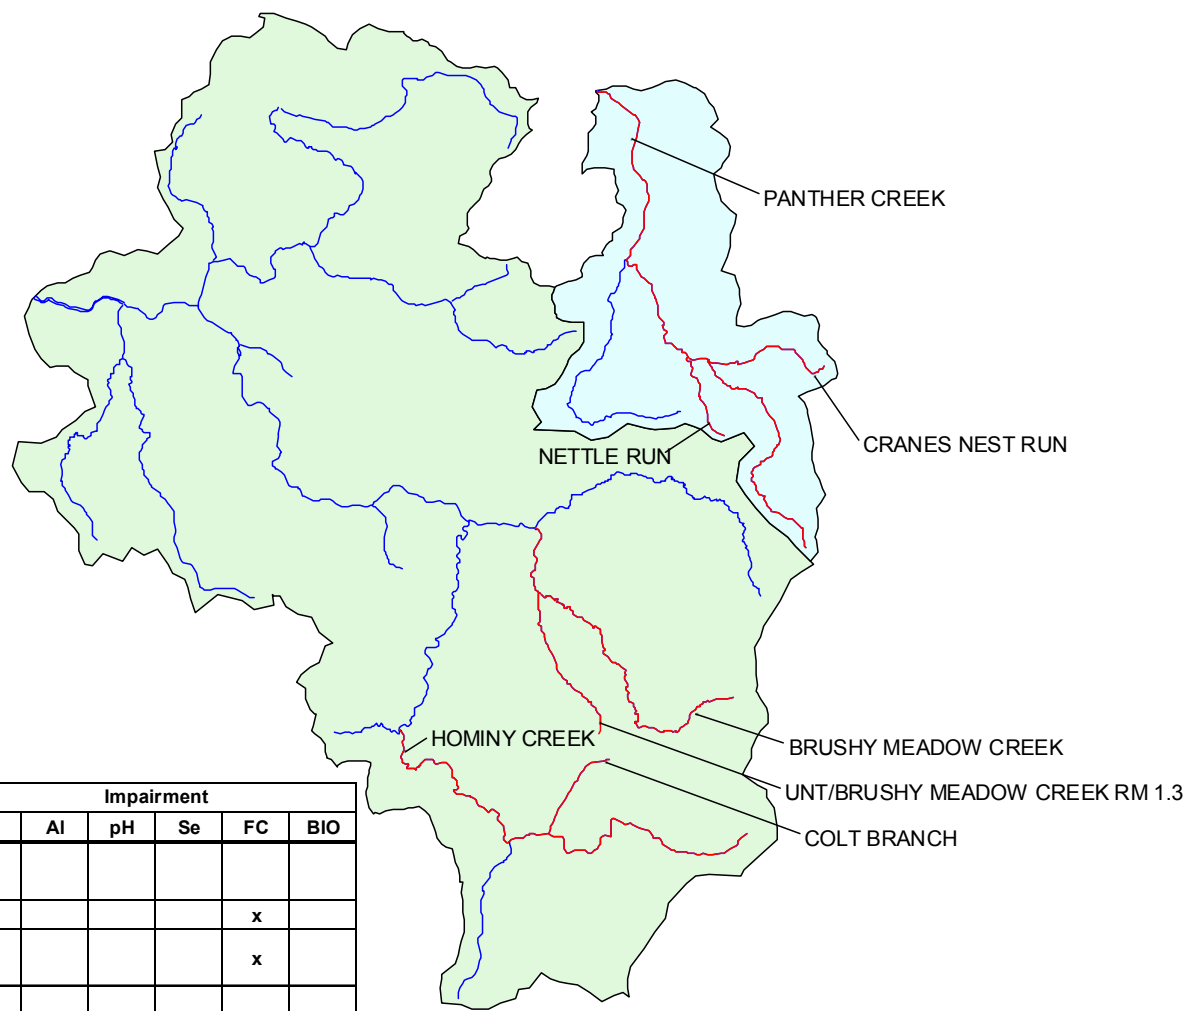 PANTHER CREEK
CRANES NEST RUN
NETTLE RUN
HOMINY CREEK
BRUSHY MEADOW CREEK
UNT/BRUSHY MEADOW CREEK RM 1.3
COLT BRANCH
Impairment
Al pH Se FC BIO
x
x